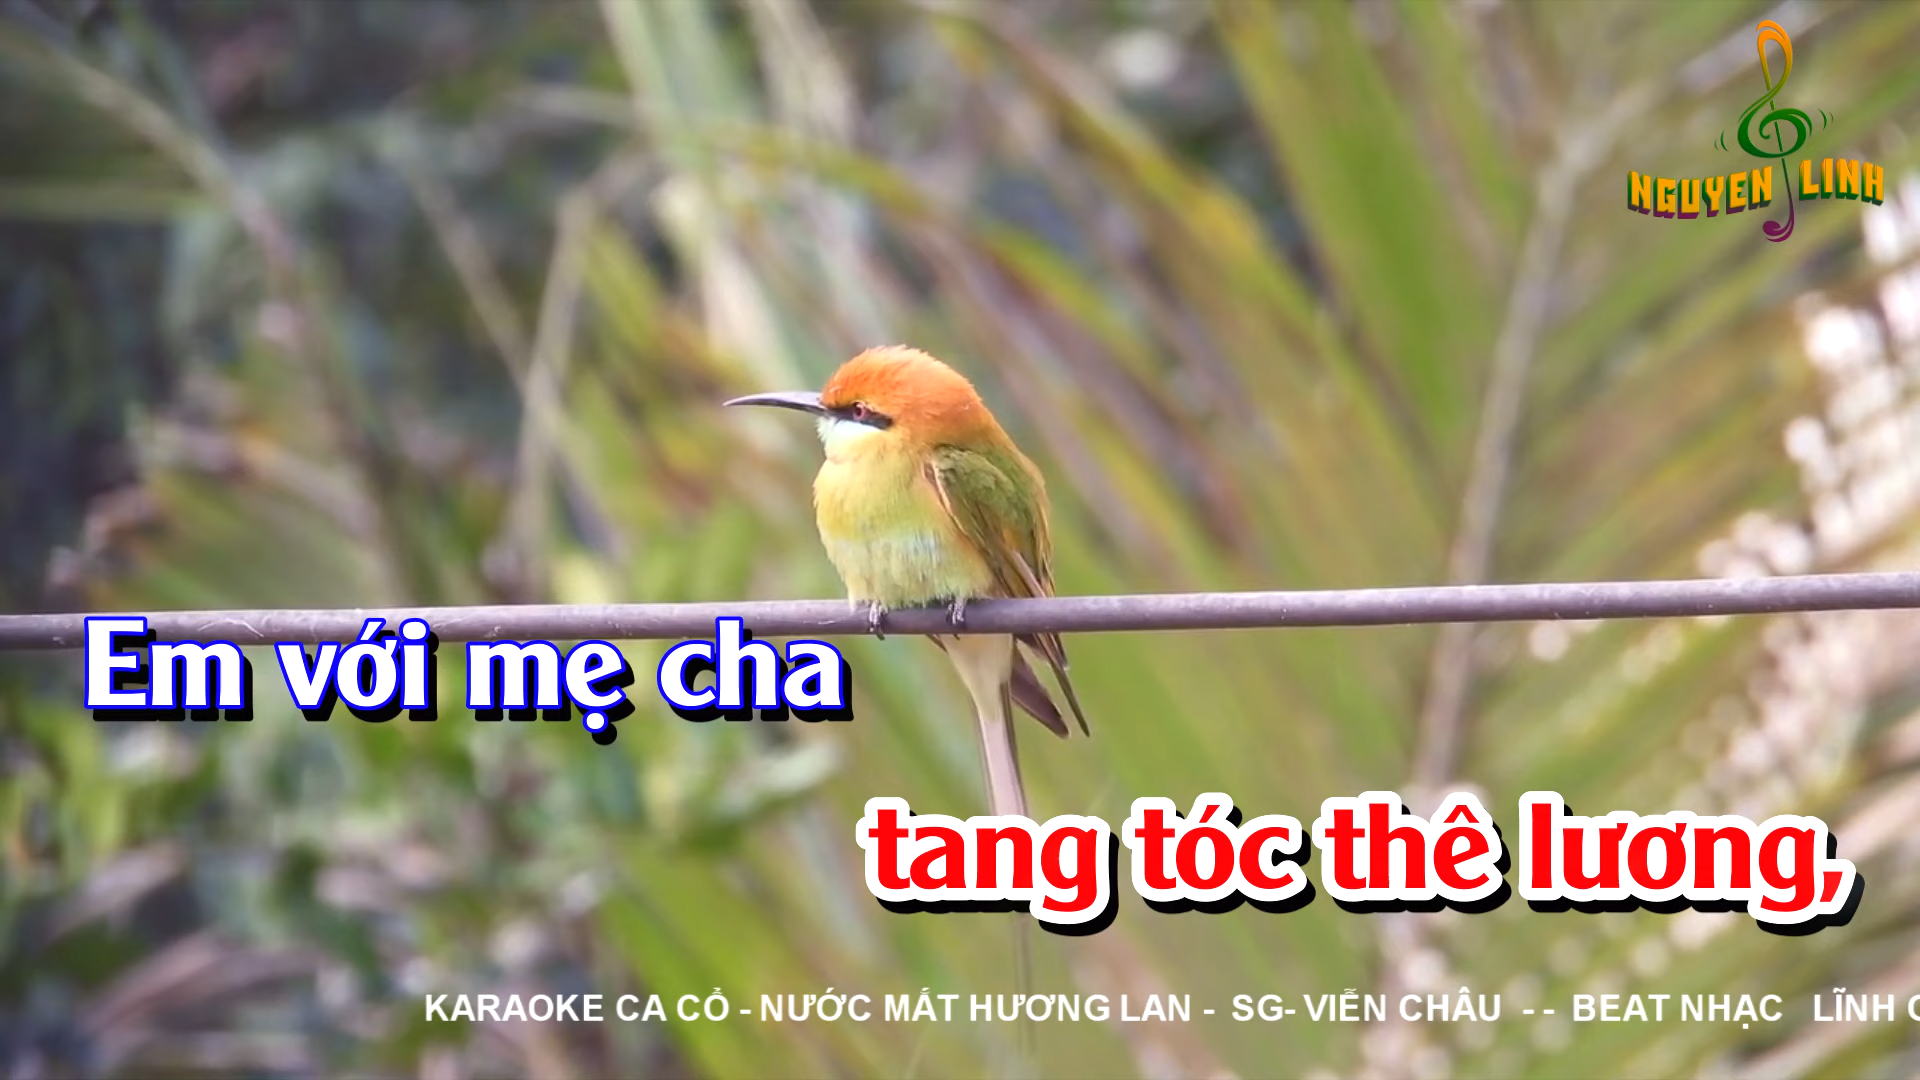 NGUYEN LINH
Em với mẹ cha
tang tóc thê lương,
KARAOKE CA CỔ - NƯỚC MẮT HƯƠNG LAN - SG- VIỄN CHÂU - - BEAT NHẠC LĨNH